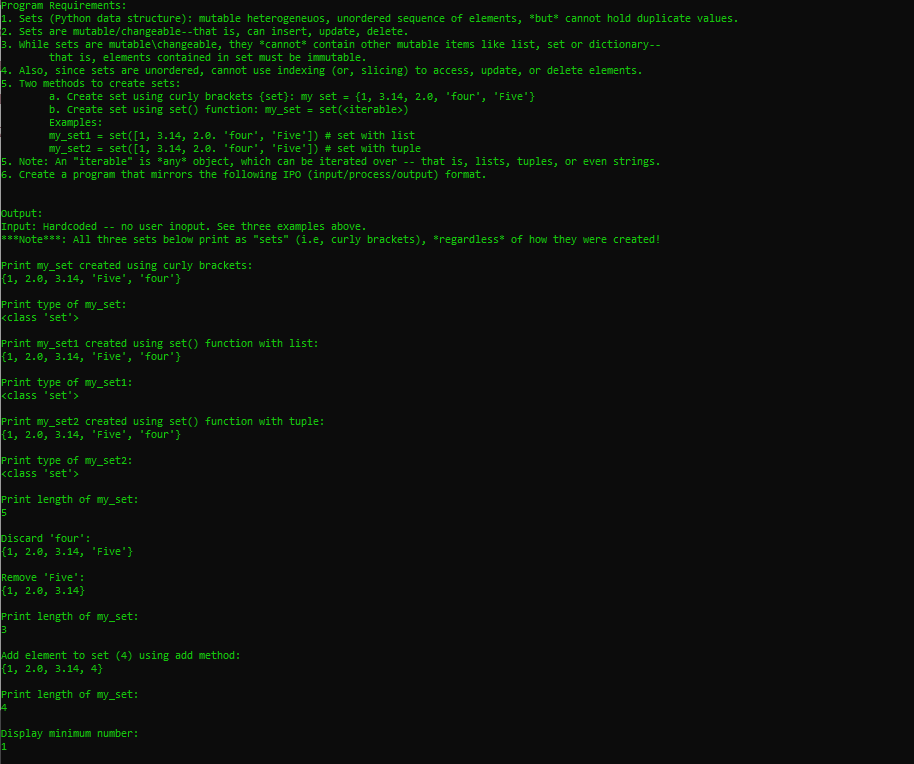 Program Requirements:
1. Sets (Python data structure): mutable heterogeneuos, unordered sequence of elements, *but* cannot hold duplicate values.
2. Sets are mutable/changeable--that is, can insert, update, delete.
3. While sets are mutable\changeable, they *cannot* contain other mutable items like list, set or dictionary--
that is, elements contained in set must be immutable.
4. Also, since sets are unordered, cannot use indexing (or, slicing) to access, update, or delete elements.
5. Two methods to create sets:
a. Create set using curly brackets {set}: my set = {1, 3.14, 2.0, 'four', 'Five'}
b. Create set using set() function: my_set = set(<iterable>)
Examples:
my_set1 = set([1, 3.14, 2.0. 'four', 'Five']) # set with list
my_set2 = set([1, 3.14, 2.0. 'four', 'Five']) # set with tuple
5. Note: An "iterable" is *any* object, which can be iterated over -- that is, lists, tuples, or even strings.
6. Create a program that mirrors the following IPO (input/process/output) format.
Output:
Input: Hardcoded -- no user inoput. See three examples above.
***Note***: All three sets below print as "sets" (i.e, curly brackets), *regardless* of how they were created!
Print my_set created using curly brackets:
{1, 2.0, 3.14, 'Five', 'four'}
Print type of my_set:
<class 'set'>
Print my_set1 created using set() function with list:
{1, 2.0, 3.14, 'Five', 'four'}
Print type of my_set1:
<class 'set'>
Print my_set2 created using set() function with tuple:
{1, 2.0, 3.14, 'Five', 'four'}
Print type of my_set2:
<class 'set'>
Print length of my_set:
5
Discard 'four':
{1, 2.0, 3.14, 'Five'}
Remove 'Five':
{1, 2.0, 3.14}
Print length of my_set:
3
Add element to set (4) using add method:
{1, 2.0, 3.14, 4}
Print length of my_set:
4
Display minimum number:
1